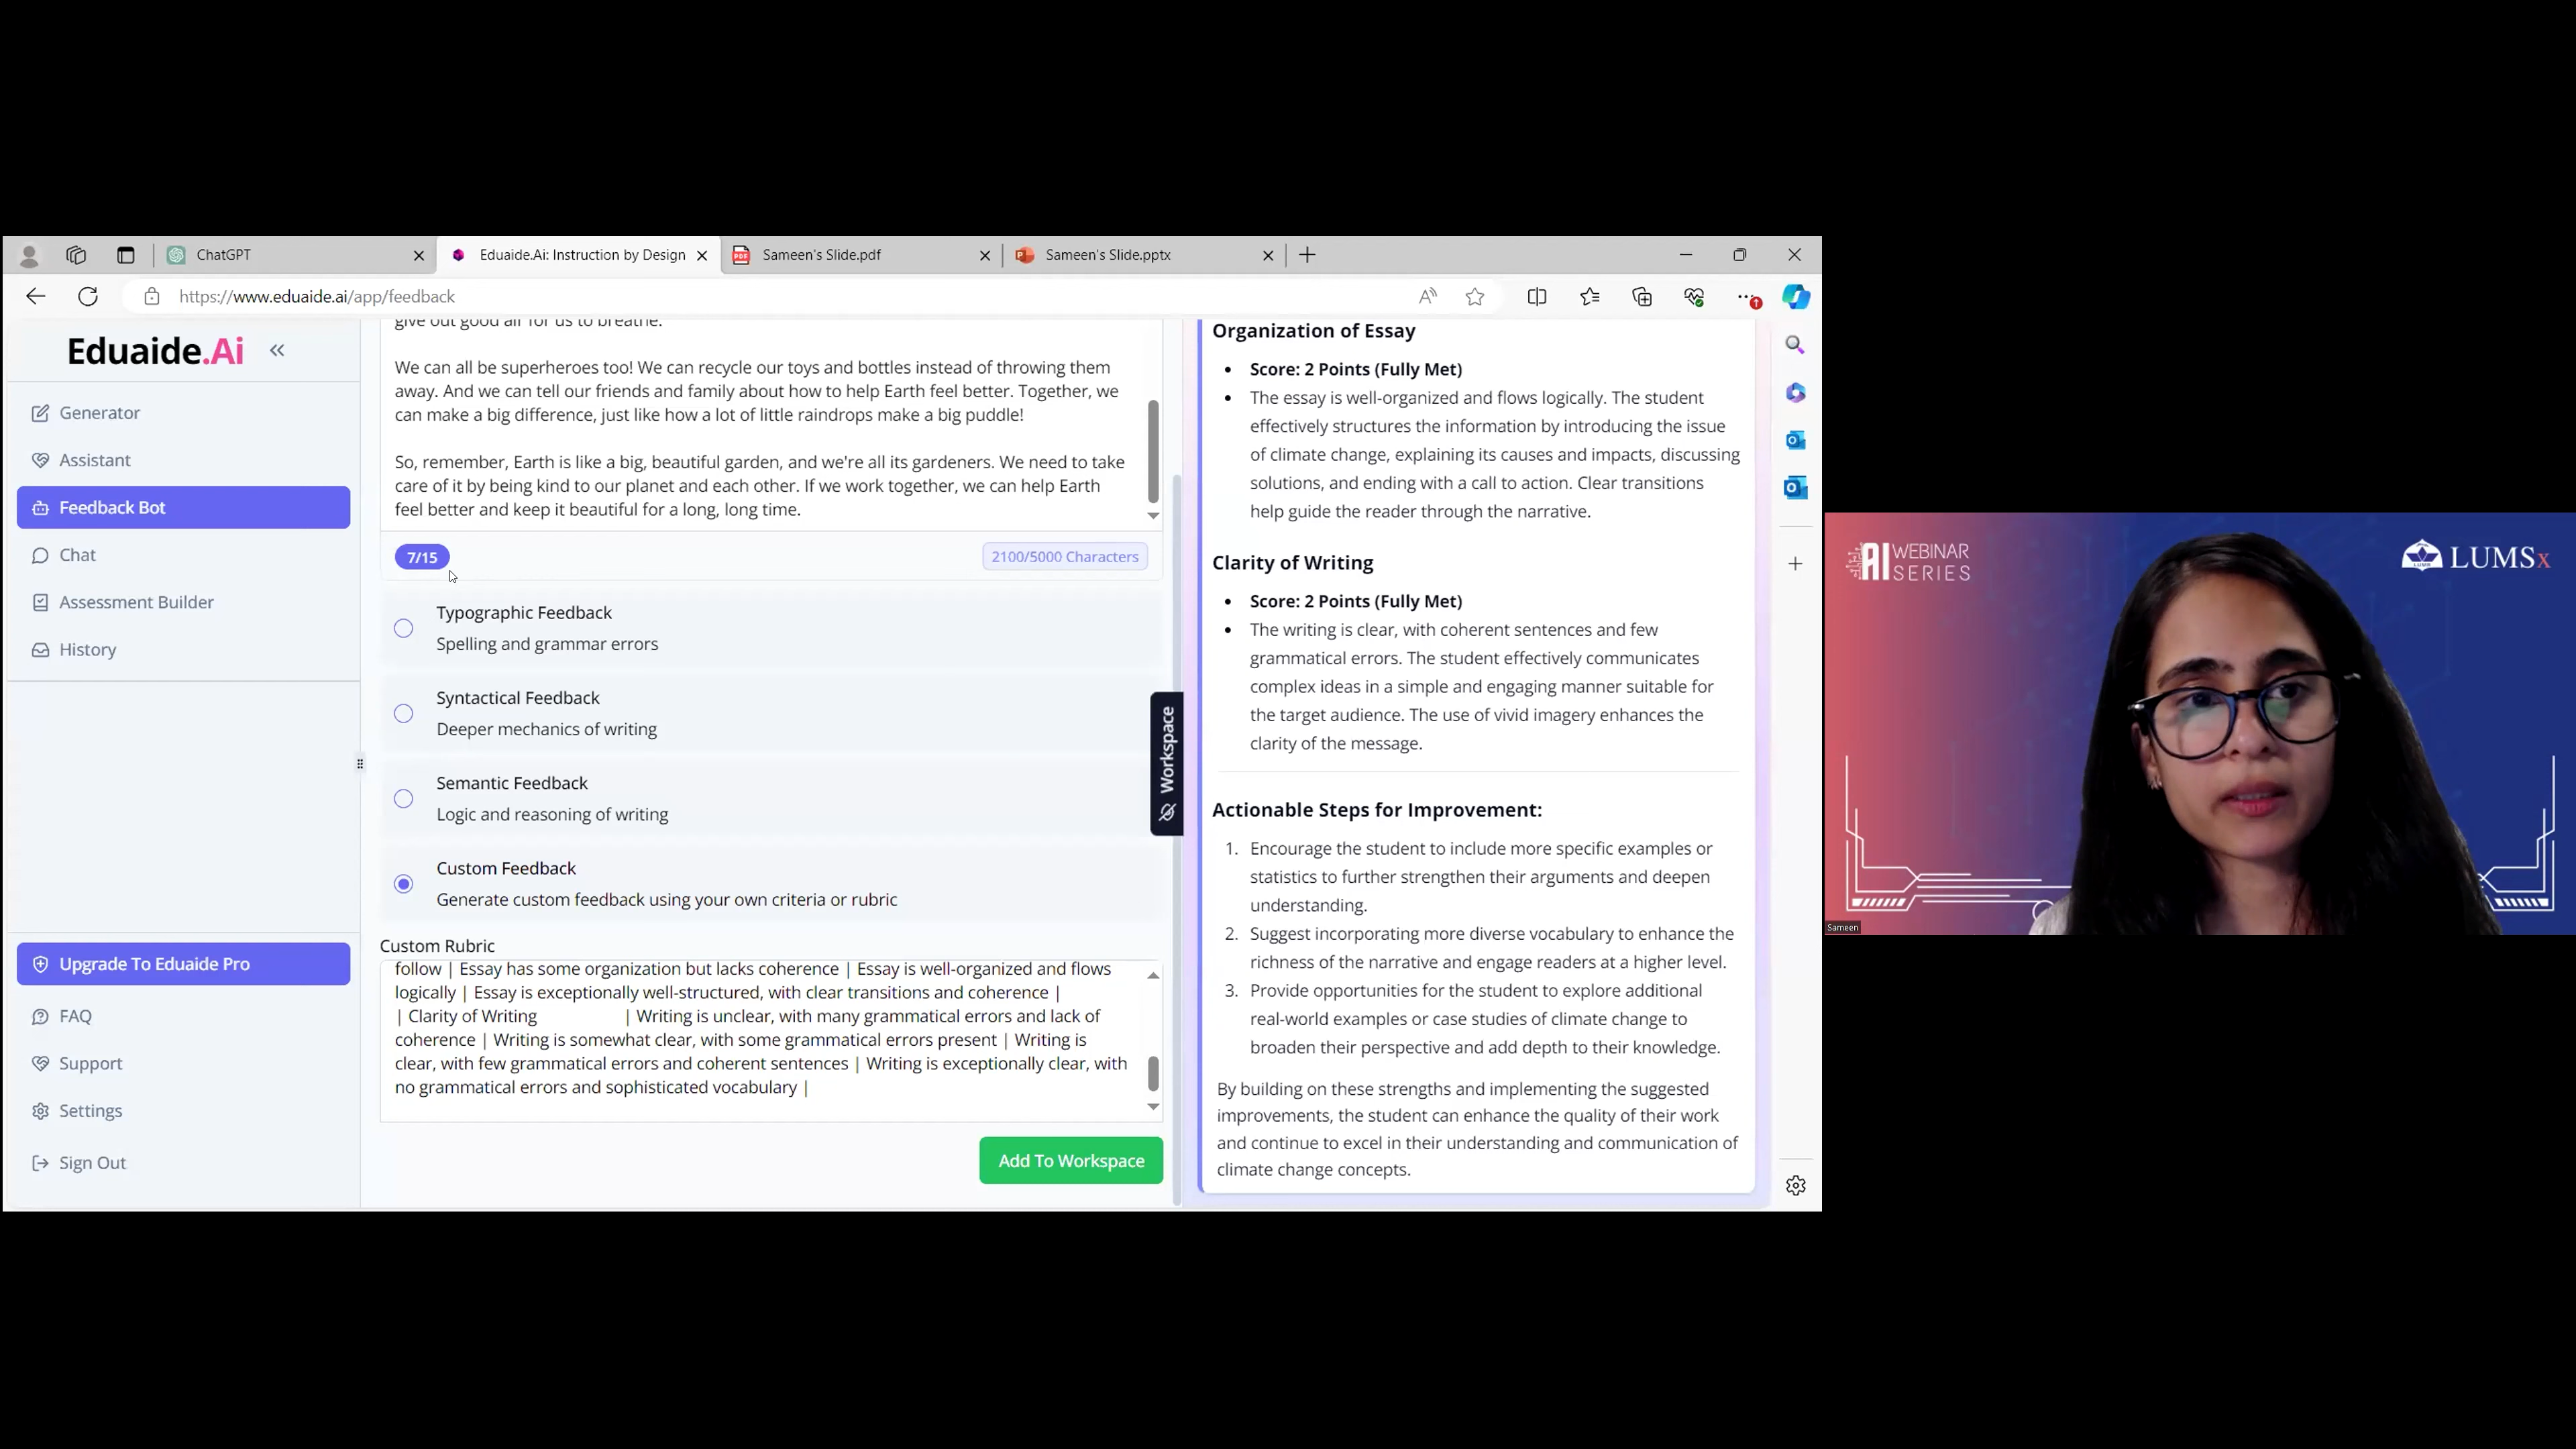 ChatGPT
Eduaide.Ai: Instruction by Design
Sameen's Slide.pdf
Sameen's Slide.pptx
https://www.eduaide.ai/app/feedback
Eduaide.Ai
Generator
Assistant
Feedback Bot
Chat
Assessment Builder
History
Upgrade To Eduaide Pro
FAQ
Support
Settings
Sign Out
give out good air for us to breathe.
We can all be superheroes too! We can recycle our toys and bottles instead of throwing them
away. And we can tell our friends and family about how to help Earth feel better. Together, we
can make a big difference, just like how a lot of little raindrops make a big puddle!
So, remember, Earth is like a big, beautiful garden, and we're all its gardeners. We need to take
care of it by being kind to our planet and each other. If we work together, we can help Earth
feel better and keep it beautiful for a long, long time.
7/15
2100/5000 Characters
Typographic Feedback
Spelling and grammar errors
Syntactical Feedback
Deeper mechanics of writing
Semantic Feedback
Logic and reasoning of writing
Custom Feedback
Generate custom feedback using your own criteria or rubric
Custom Rubric
follow | Essay has some organization but lacks coherence | Essay is well-organized and flows
logically | Essay is exceptionally well-structured, with clear transitions and coherence |
| Clarity of Writing | Writing is unclear, with many grammatical errors and lack of
coherence | Writing is somewhat clear, with some grammatical errors present | Writing is
clear, with few grammatical errors and coherent sentences | Writing is exceptionally clear, with
no grammatical errors and sophisticated vocabulary |
Add To Workspace
Workspace
Organization of Essay
• Score: 2 Points (Fully Met)
• The essay is well-organized and flows logically. The student
effectively structures the information by introducing the issue
of climate change, explaining its causes and impacts, discussing
solutions, and ending with a call to action. Clear transitions
help guide the reader through the narrative.
Clarity of Writing
• Score: 2 Points (Fully Met)
• The writing is clear, with coherent sentences and few
grammatical errors. The student effectively communicates
complex ideas in a simple and engaging manner suitable for
the target audience. The use of vivid imagery enhances the
clarity of the message.
Actionable Steps for Improvement:
1. Encourage the student to include more specific examples or
statistics to further strengthen their arguments and deepen
understanding.
2. Suggest incorporating more diverse vocabulary to enhance the
richness of the narrative and engage readers at a higher level.
3. Provide opportunities for the student to explore additional
real-world examples or case studies of climate change to
broaden their perspective and add depth to their knowledge.
By building on these strengths and implementing the suggested
improvements, the student can enhance the quality of their work
and continue to excel in their understanding and communication of
climate change concepts.
AI WEBINAR
SERIES
LUMSx
Sameen